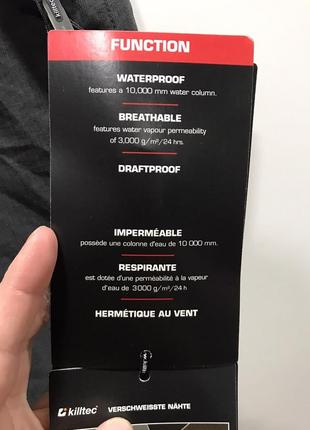 FUNCTION
WATERPROOF
features a 10,000 mm water column.
BREATHABLE
features water vapour permeability
of 3,000 g/m²/24 hrs.
DRAFTPROOF
IMPERMÉABLE
possède une colonne d'eau de 10 000 mm.
RESPIRANTE
est dotée d'une perméabilité à la vapeur
d'eau de 3000 g/m²/24 h
HERMÉTIQUE AU VENT
killtec VERSCHWEISSTE NÄHTE